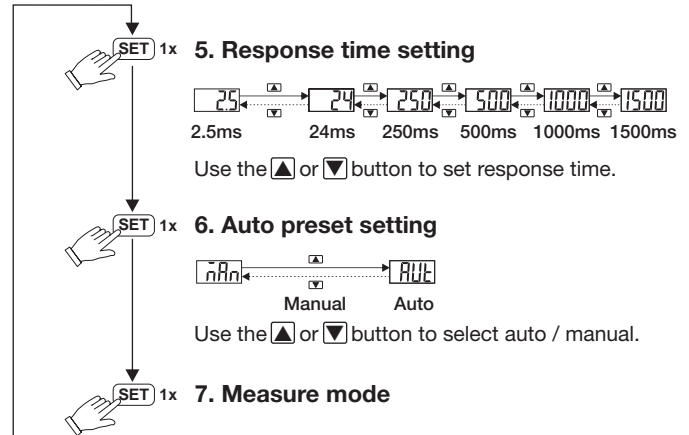 SET 1x 5. Response time setting
▲ ▲ ▲ ▲ ▲
2.5 24 250 500 1000 1500
▼ ▼ ▼ ▼ ▼
2.5ms 24ms 250ms 500ms 1000ms 1500ms
Use the ▲ or ▼ button to set response time.
SET 1x 6. Auto preset setting
▲
ñAn AUt
▼
Manual Auto
Use the ▲ or ▼ button to select auto / manual.
SET 1x 7. Measure mode